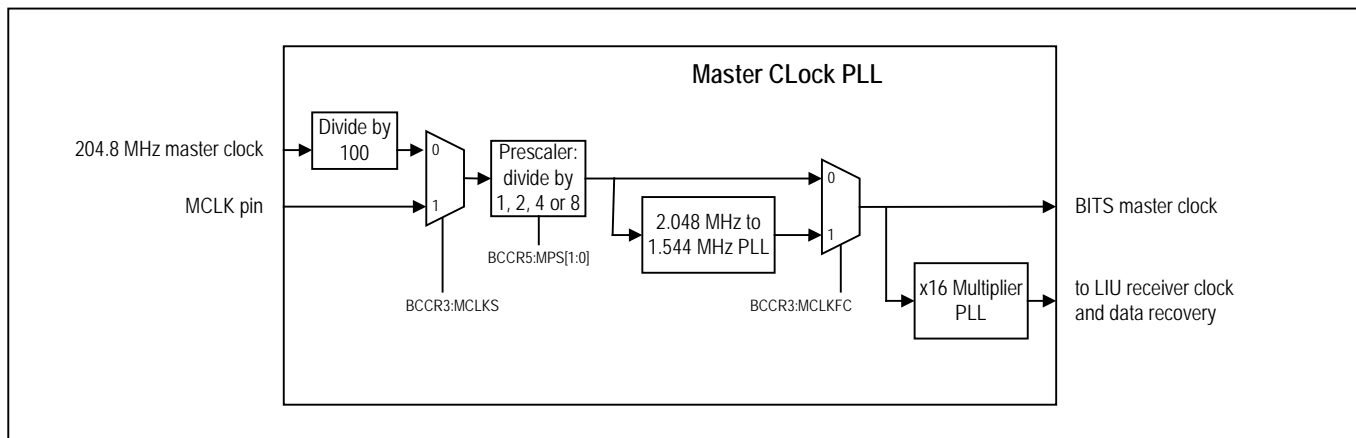 Master CLock PLL
204.8 MHz master clock
Divide by
100
0
1
MCLK pin
Prescaler:
divide by
1, 2, 4 or 8
BCCR5:MPS[1:0]
BCCR3:MCLKS
2.048 MHz to
1.544 MHz PLL
0
1
BCCR3:MCLKFC
BITS master clock
x16 Multiplier
PLL
to LIU receiver clock
and data recovery